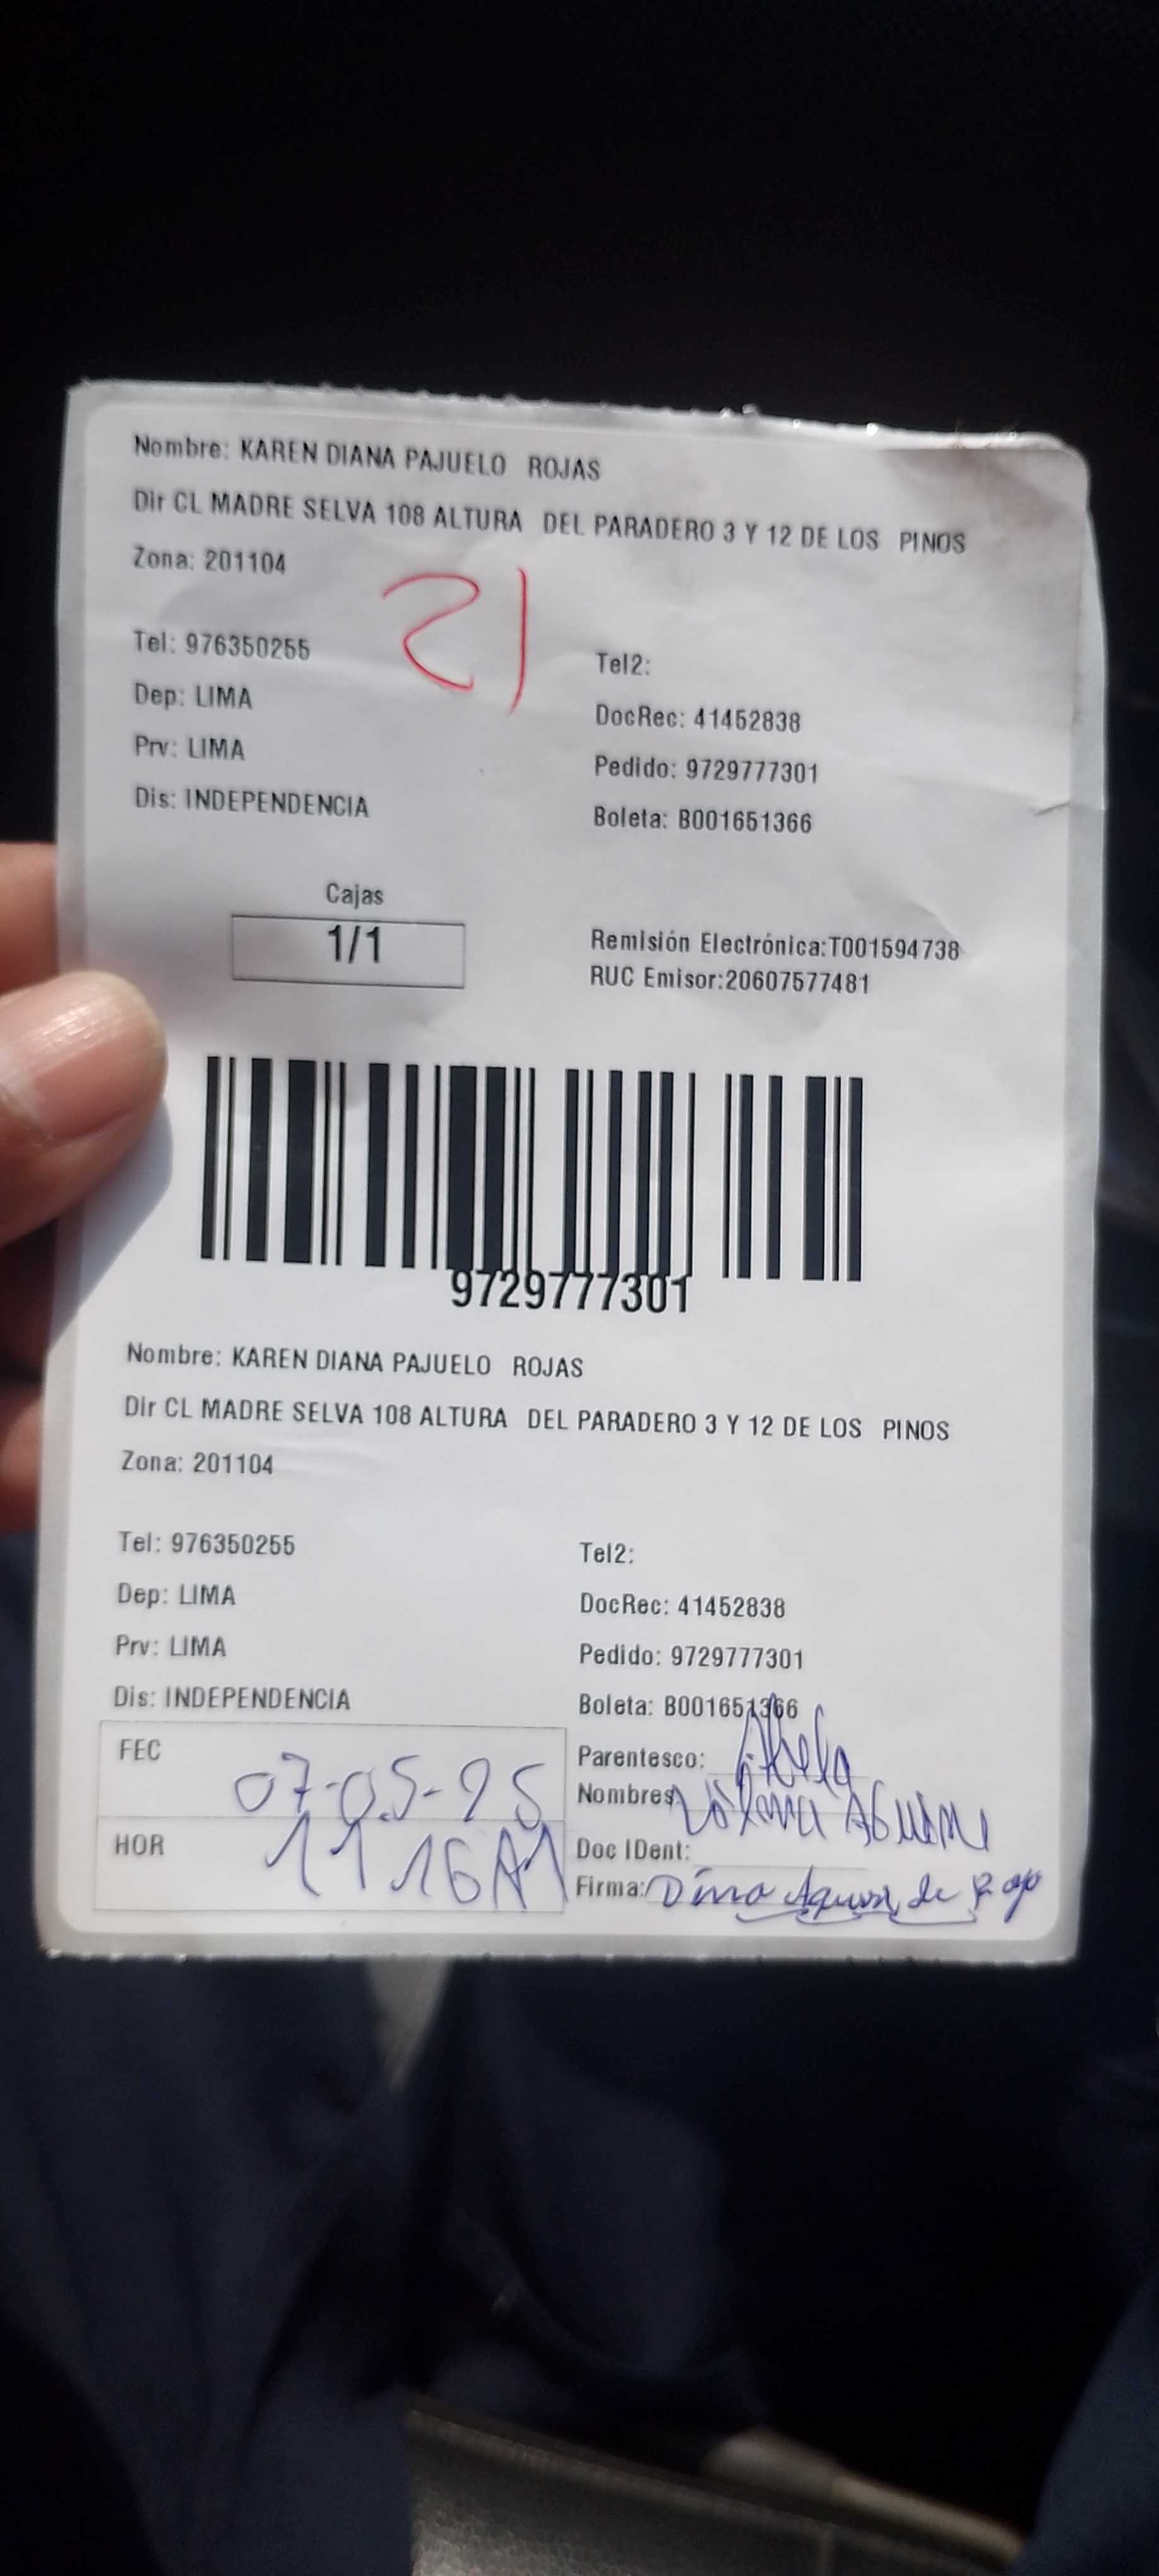 Nombre: KAREN DIANA PAJUELO ROJAS
Dir CL MADRE SELVA 108 ALTURA DEL PARADERO 3 Y 12 DE LOS PINOS
Zona: 201104
21
Tel: 976350255
Tel2:
Dep: LIMA
DocRec: 41452838
Prv: LIMA
Pedido: 9729777301
Dis: INDEPENDENCIA
Boleta: B001651366
Cajas
1/1
Remisión Electrónica:T001594738
RUC Emisor:20607577481
9729777301
Nombre: KAREN DIANA PAJUELO ROJAS
Dir CL MADRE SELVA 108 ALTURA DEL PARADERO 3 Y 12 DE LOS PINOS
Zona: 201104
Tel: 976350255
Tel2:
Dep: LIMA
DocRec: 41452838
Prv: LIMA
Pedido: 9729777301
Dis: INDEPENDENCIA
Boleta: B001651366
FEC 07-05-25
Parentesco:
Nombres
HOR 11 16 AM
Doc IDent:
Firma: de